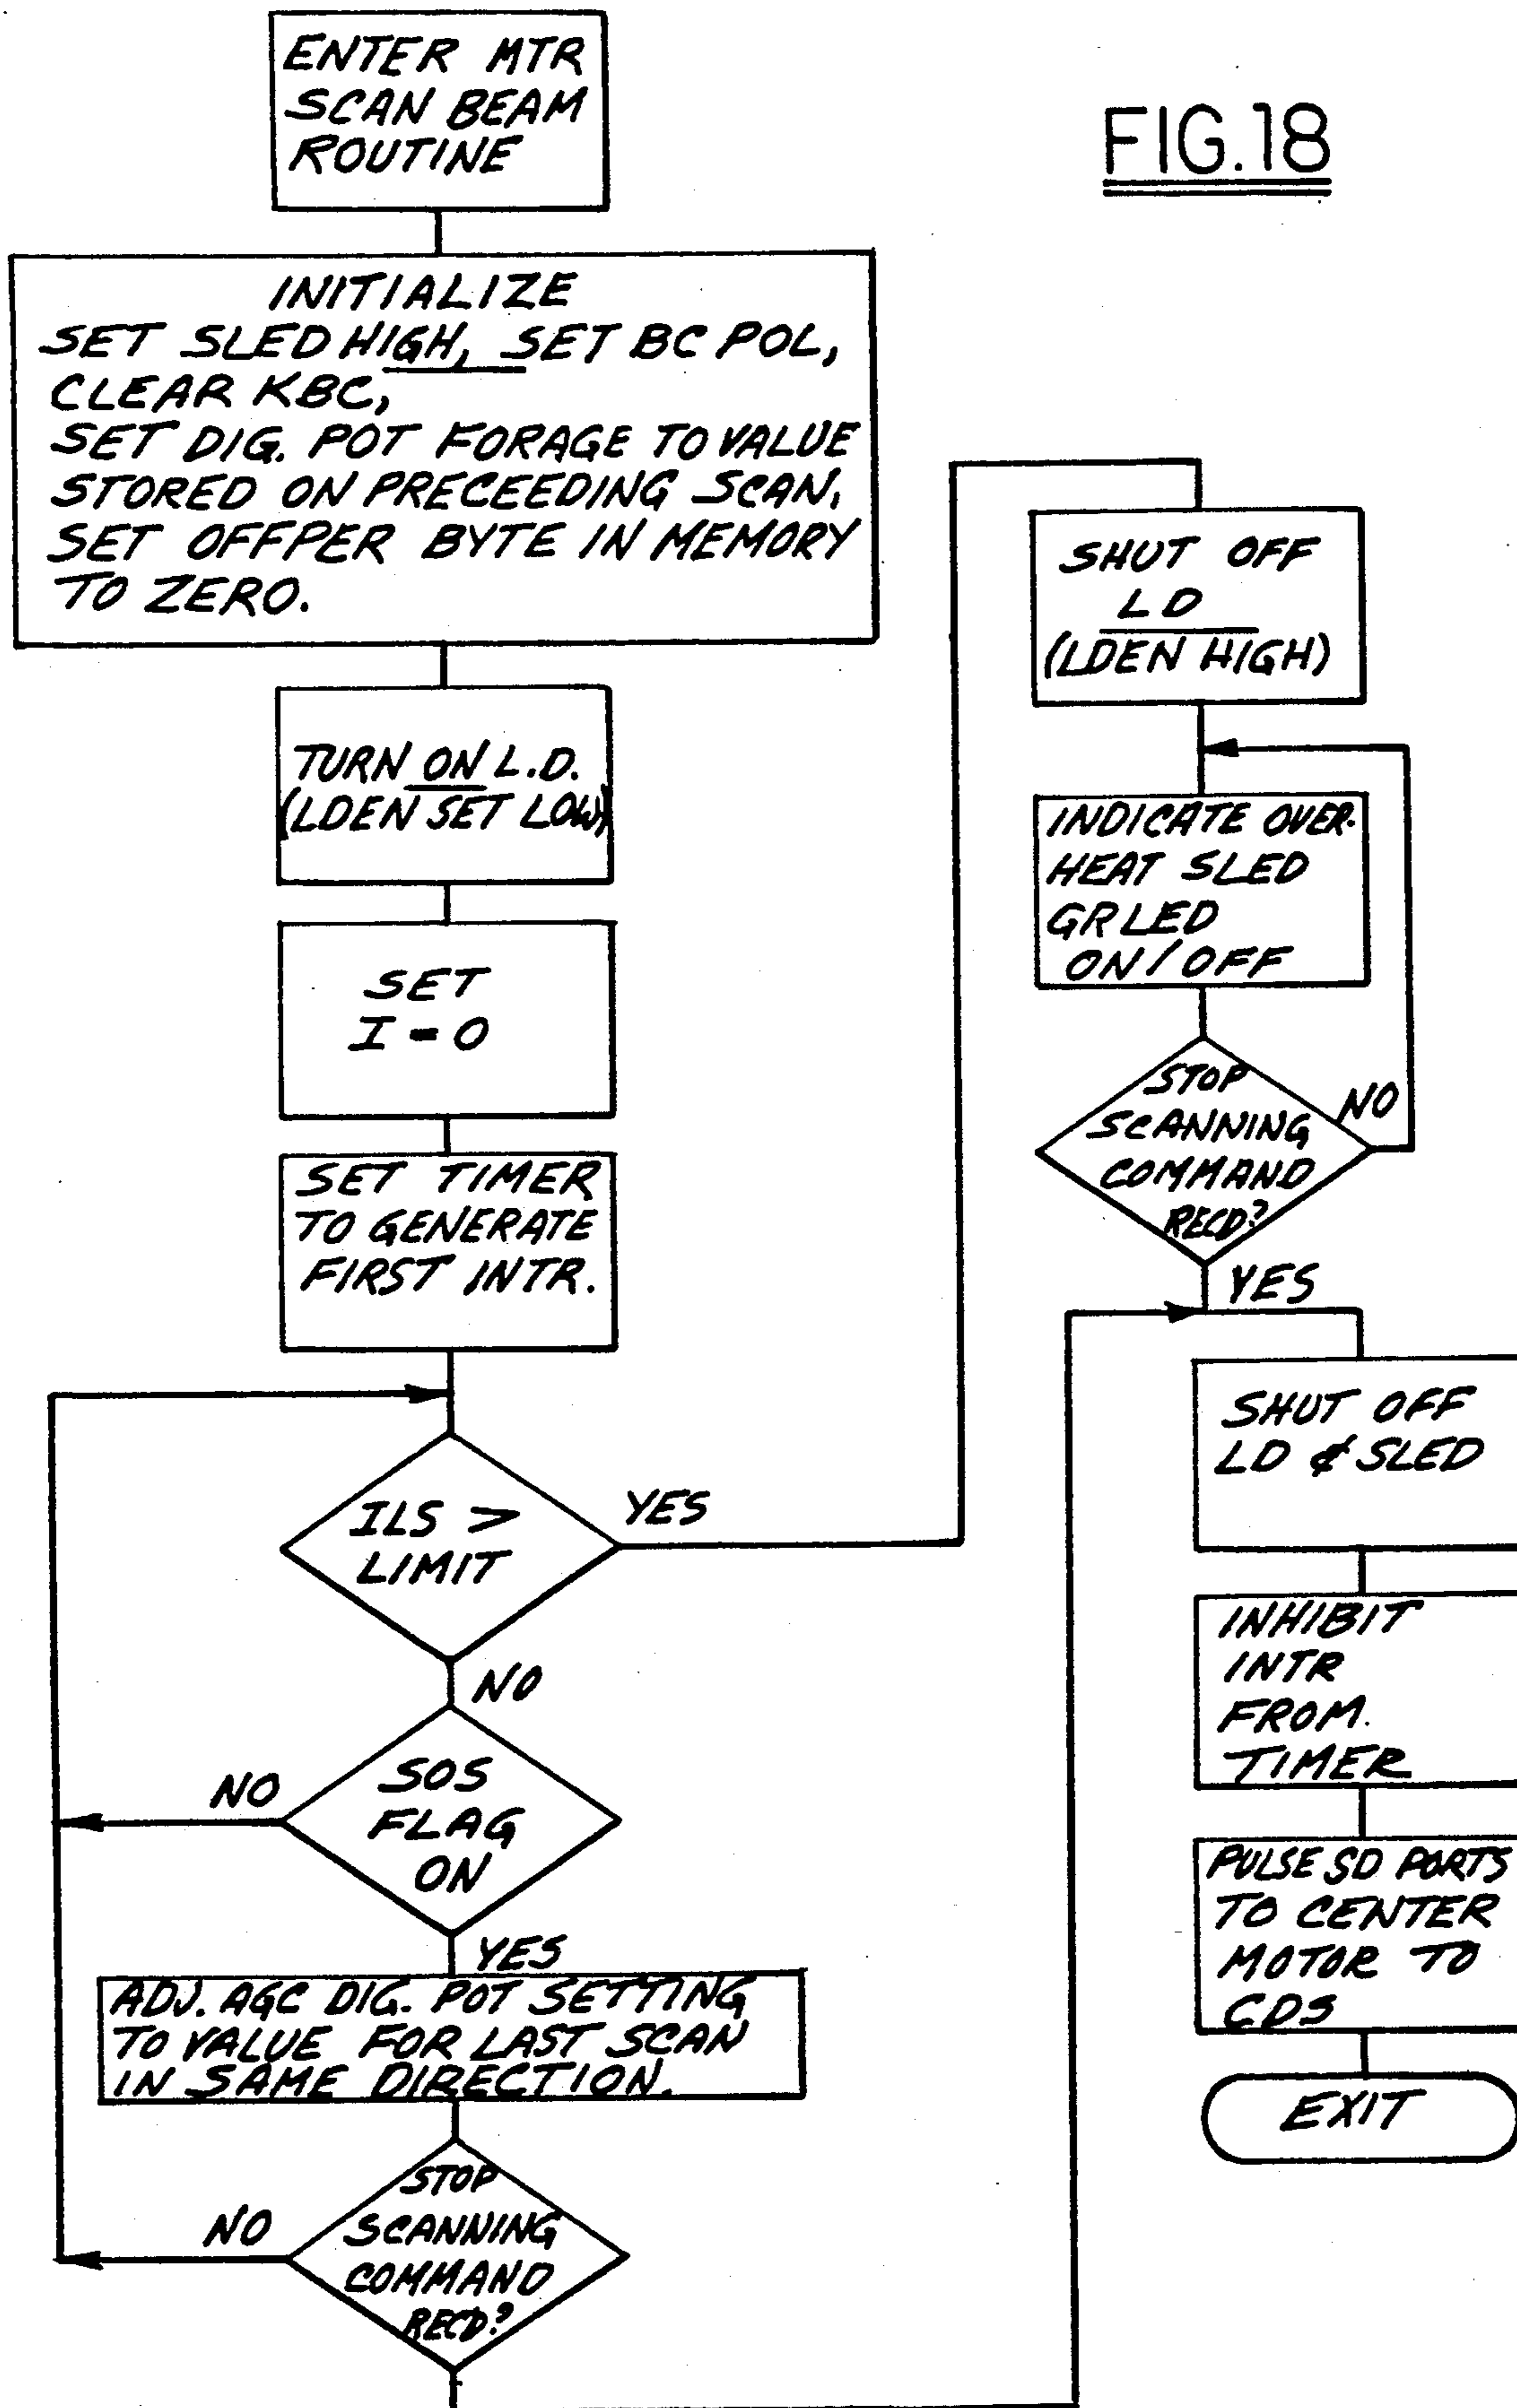 FIG.18
ENTER MTR
SCAN BEAM
ROUTINE
INITIALIZE
SET SLED HIGH, SET BC POL,
CLEAR KBC,
SET DIG. POT FORAGE TO VALUE
STORED ON PRECEEDING SCAN,
SET OFFPER BYTE IN MEMORY
TO ZERO.
TURN ON L.D.
(LDEN SET LOW)
SET
I = 0
SET TIMER
TO GENERATE
FIRST INTR.
ILS >
LIMIT
YES
NO
SOS
FLAG
ON
NO
YES
ADJ. AGC DIG. POT SETTING
TO VALUE FOR LAST SCAN
IN SAME DIRECTION.
STOP
SCANNING
COMMAND
RECD?
NO
SHUT OFF
LD
(LDEN HIGH)
INDICATE OVER-
HEAT SLED
GRLED
ON/OFF
STOP
SCANNING
COMMAND
RECD?
NO
YES
SHUT OFF
LD & SLED
INHIBIT
INTR
FROM.
TIMER
PULSE SD PORTS
TO CENTER
MOTOR TO
CDS
EXIT